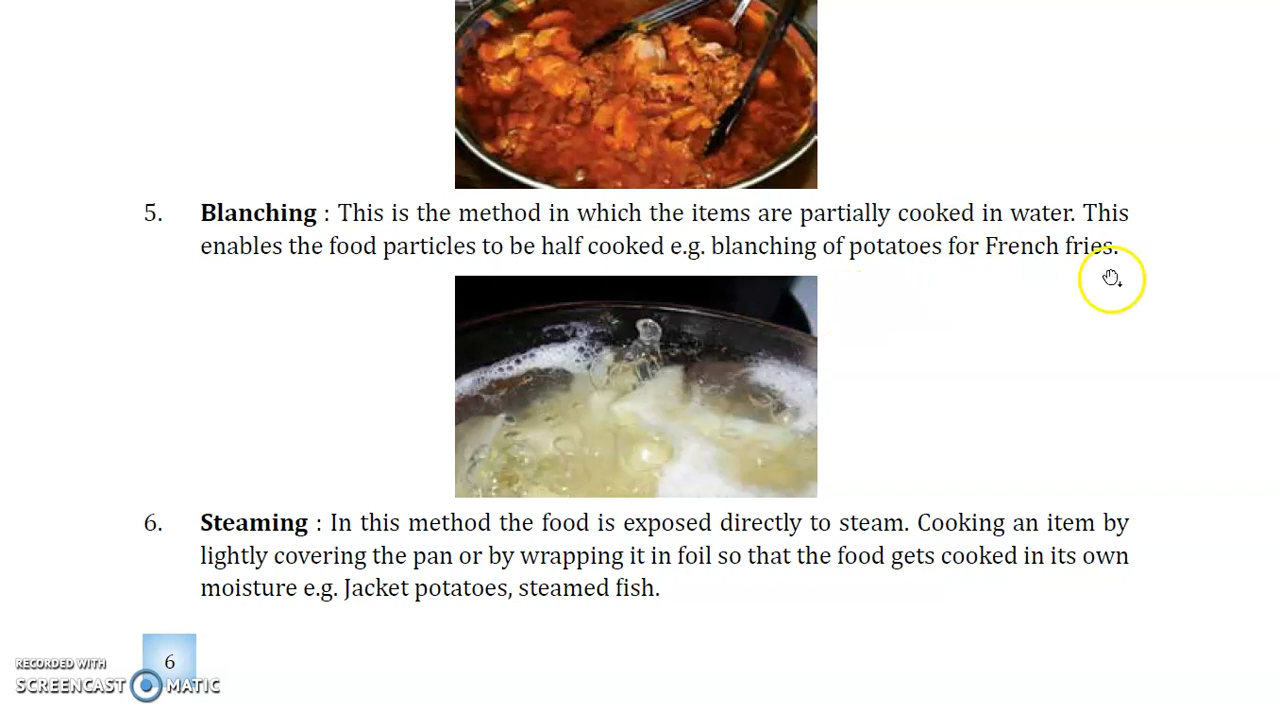 5. Blanching : This is the method in which the items are partially cooked in water. This
enables the food particles to be half cooked e.g. blanching of potatoes for French fries.
6. Steaming : In this method the food is exposed directly to steam. Cooking an item by
lightly covering the pan or by wrapping it in foil so that the food gets cooked in its own
moisture e.g. Jacket potatoes, steamed fish.
6
RECORDED WITH
SCREENCAST MATIC